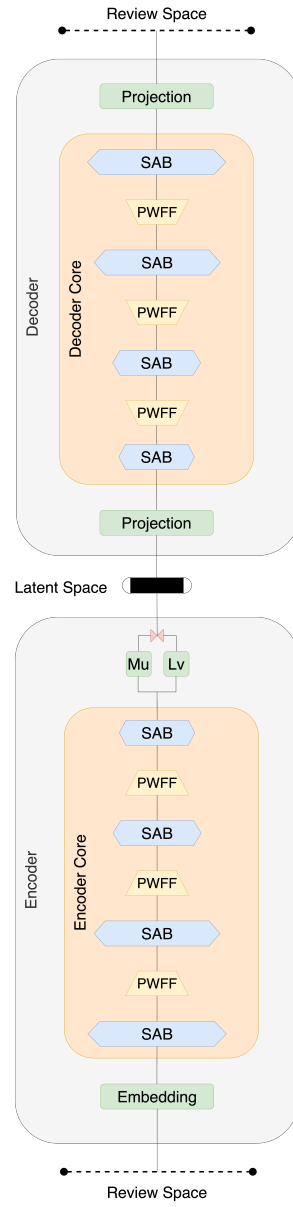 Review Space
Projection
SAB
PWFF
SAB
PWFF
SAB
PWFF
SAB
Decoder Core
Decoder
Projection
Latent Space
Mu
Lv
SAB
PWFF
SAB
PWFF
SAB
PWFF
SAB
Encoder Core
Encoder
Embedding
Review Space